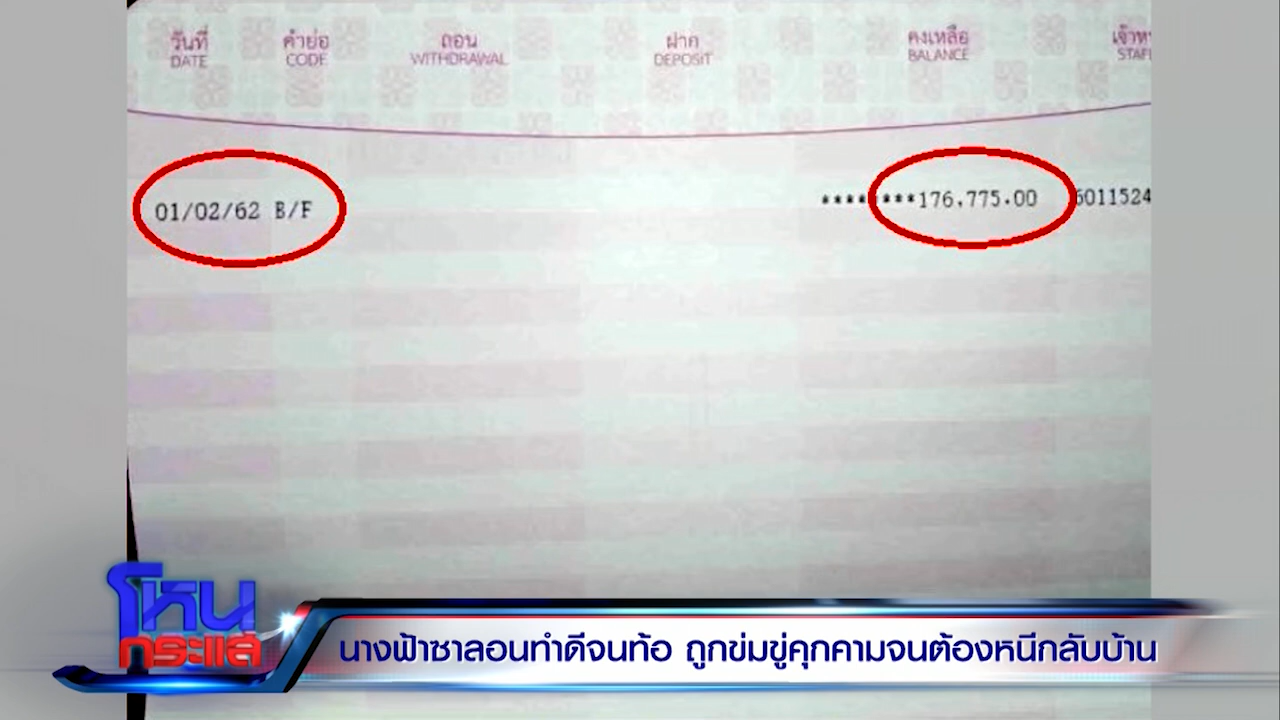 วันที่ คำย่อ ถอน ฝาก คงเหลือ
DATE CODE WITHDRAWAL DEPOSIT BALANCE
01/02/62 B/F ********176,775.00 6011524
โหนกระแส
นางฟ้าซาลอนทำดีจนท้อ ถูกข่มขู่คุกคามจนต้องหนีกลับบ้าน